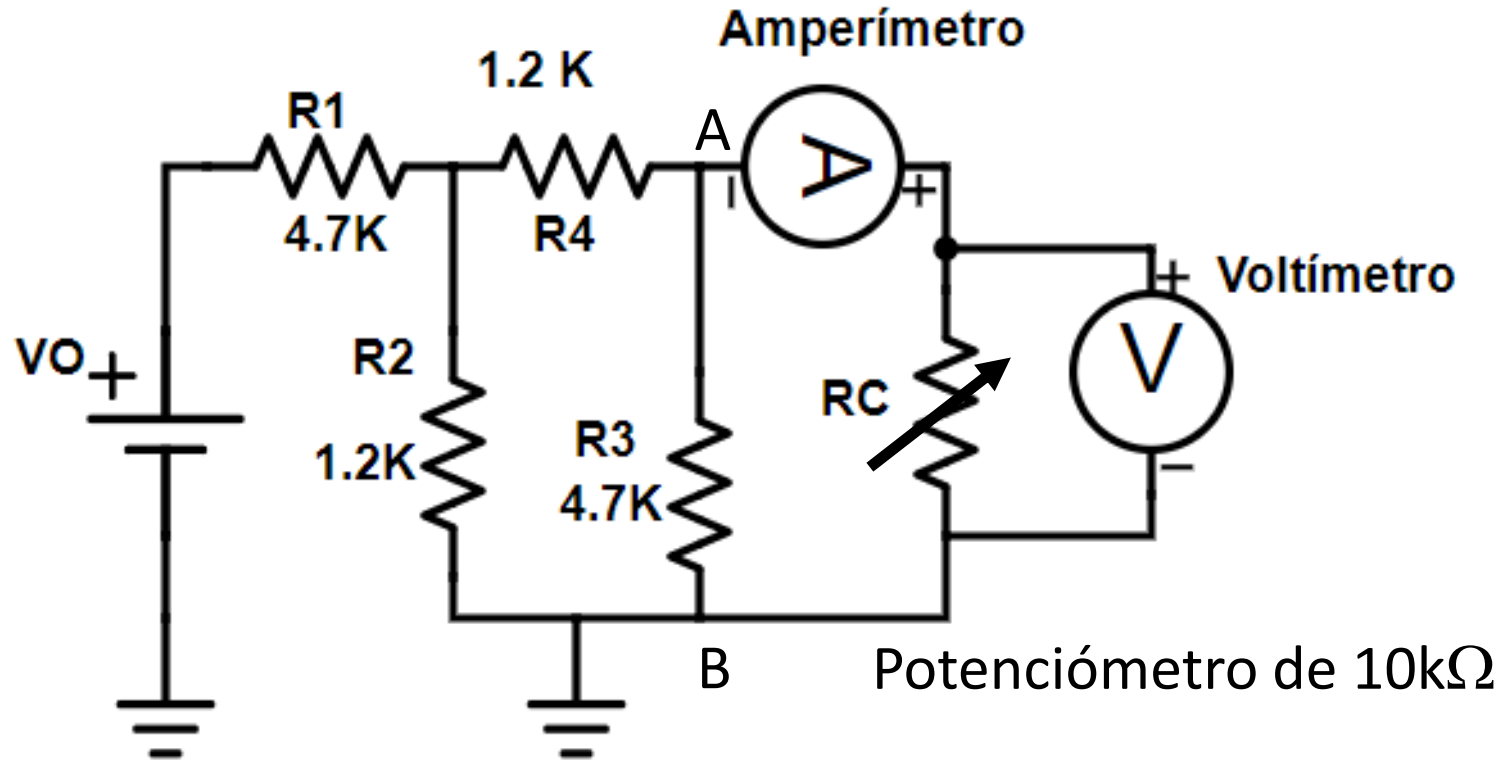 Amperímetro
1.2 K
R1
A
A
4.7K
R4
−
+
+
Voltímetro
VO
+
R2
V
RC
R3
1.2K
4.7K
−
B
Potenciómetro de 10kΩ